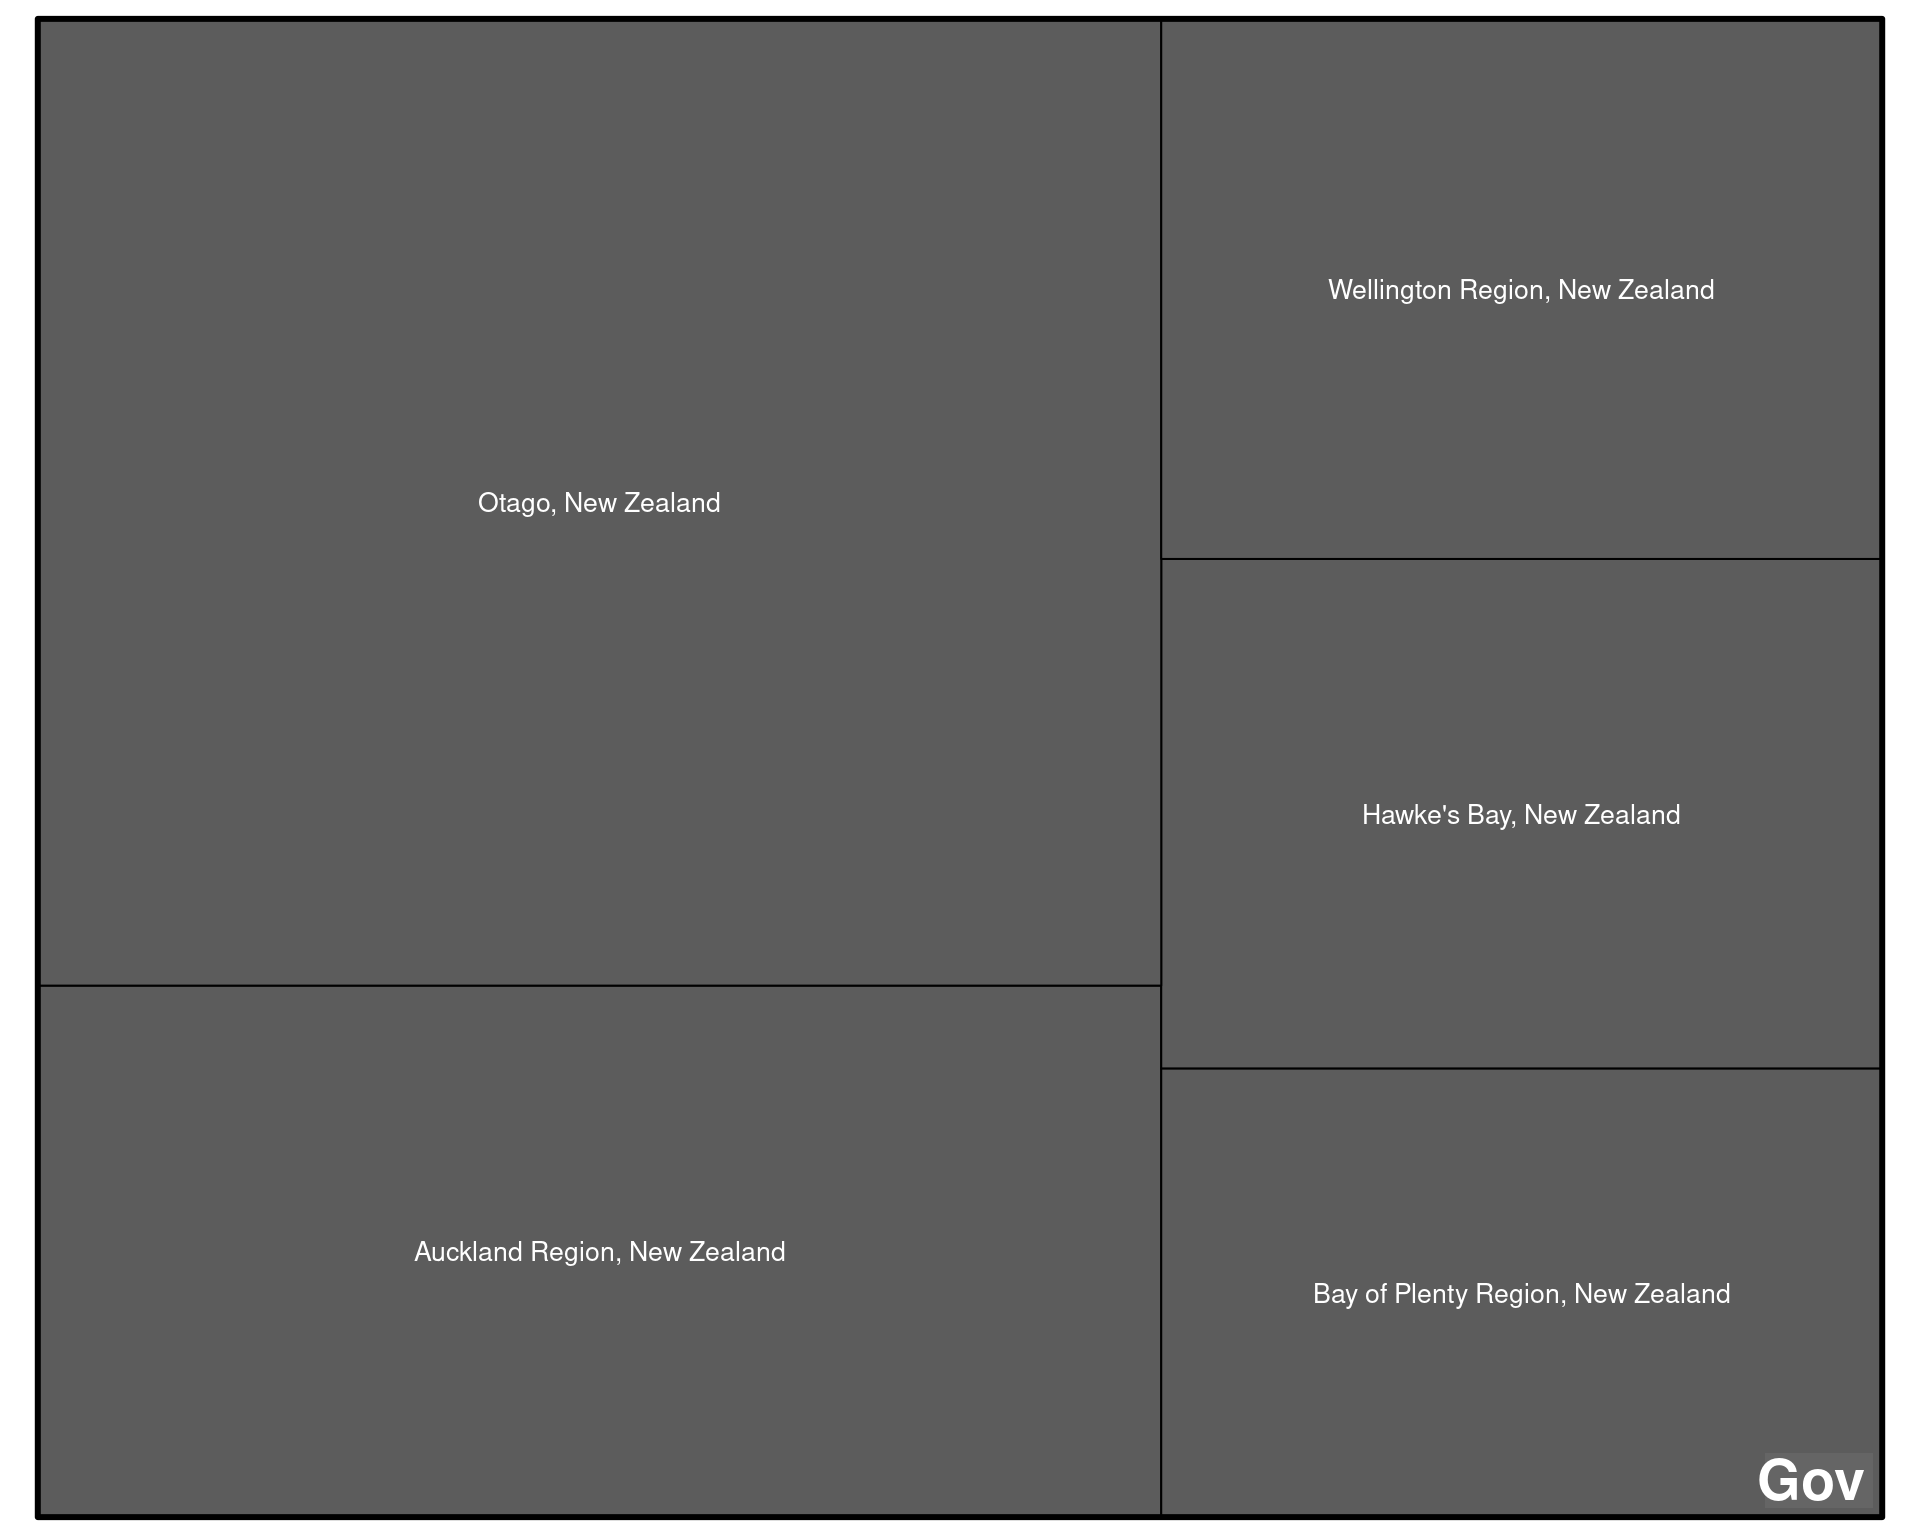 Otago, New Zealand
Auckland Region, New Zealand
Wellington Region, New Zealand
Hawke's Bay, New Zealand
Bay of Plenty Region, New Zealand
Gov